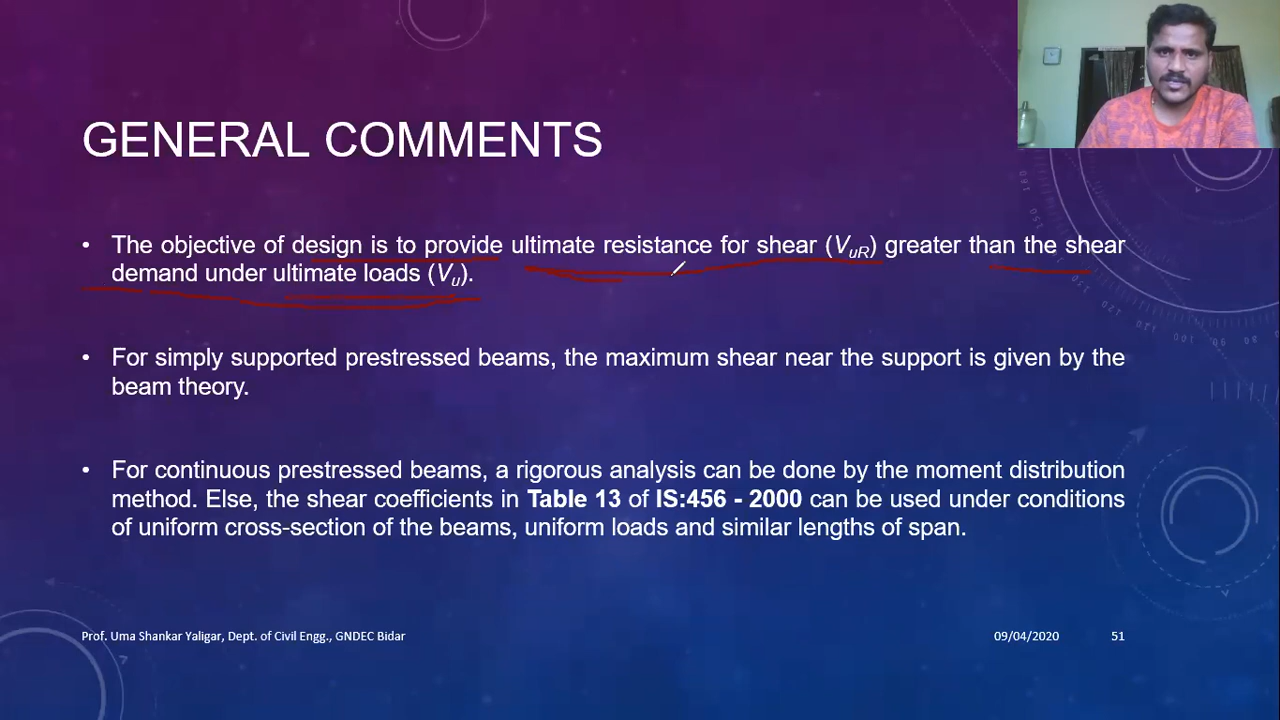 GENERAL COMMENTS
• The objective of design is to provide ultimate resistance for shear (VuR) greater than the shear
demand under ultimate loads (Vu).
• For simply supported prestressed beams, the maximum shear near the support is given by the
beam theory.
• For continuous prestressed beams, a rigorous analysis can be done by the moment distribution
method. Else, the shear coefficients in Table 13 of IS:456 - 2000 can be used under conditions
of uniform cross-section of the beams, uniform loads and similar lengths of span.
Prof. Uma Shankar Yaligar, Dept. of Civil Engg., GNDEC Bidar
09/04/2020
51